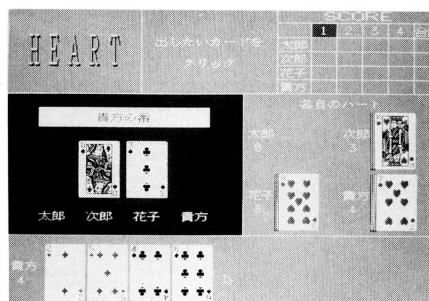 HEART
出したいカードを
クリック
SCORE
1 2 3 4 合
太郎
次郎
花子
貴方
貴方の番
太郎 次郎 花子 貴方
各自のハート
太郎
0
次郎
3
花子
貴方
4
貴方
4